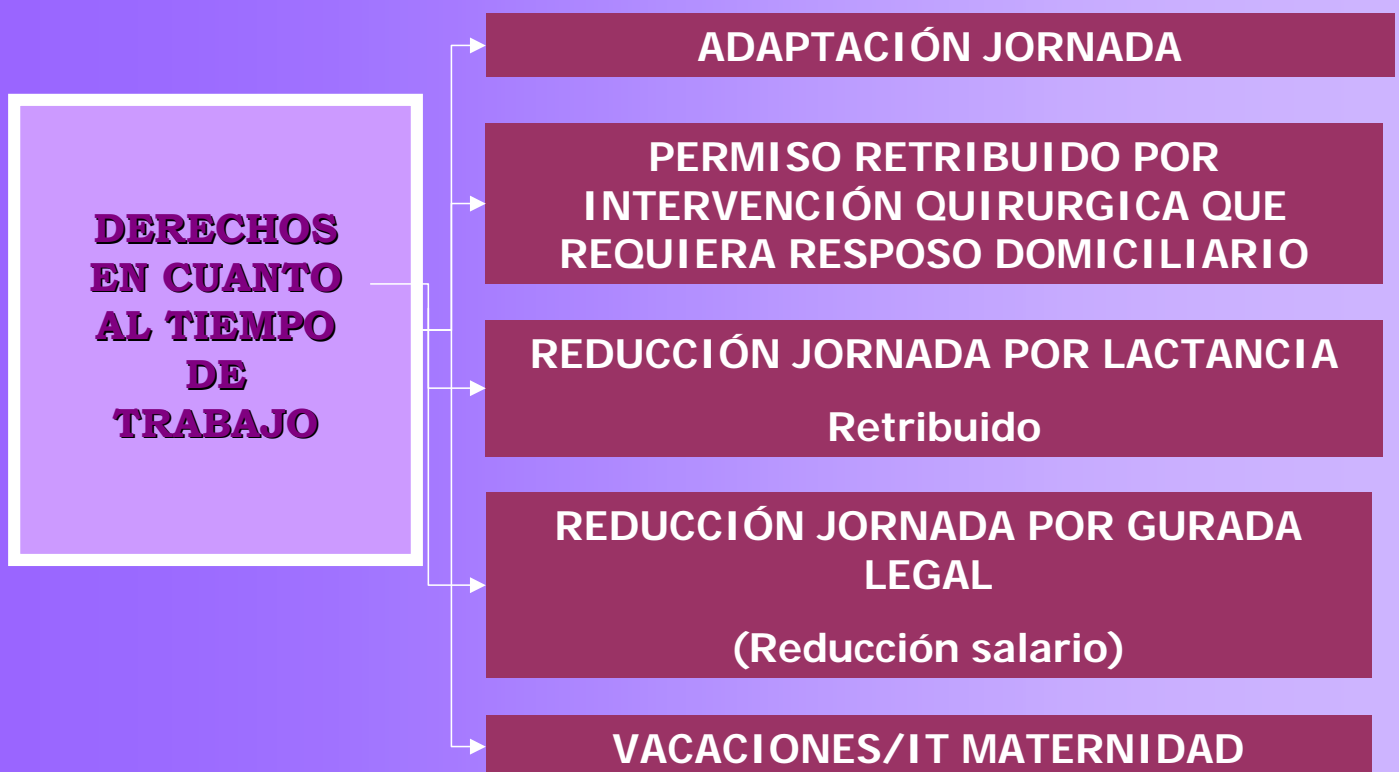 DERECHOS
EN CUANTO
AL TIEMPO
DE
TRABAJO
ADAPTACIÓN JORNADA
PERMISO RETRIBUIDO POR
INTERVENCIÓN QUIRURGICA QUE
REQUIERA RESPOSO DOMICILIARIO
REDUCCIÓN JORNADA POR LACTANCIA
Retribuido
REDUCCIÓN JORNADA POR GURADA
LEGAL
(Reducción salario)
VACACIONES/IT MATERNIDAD